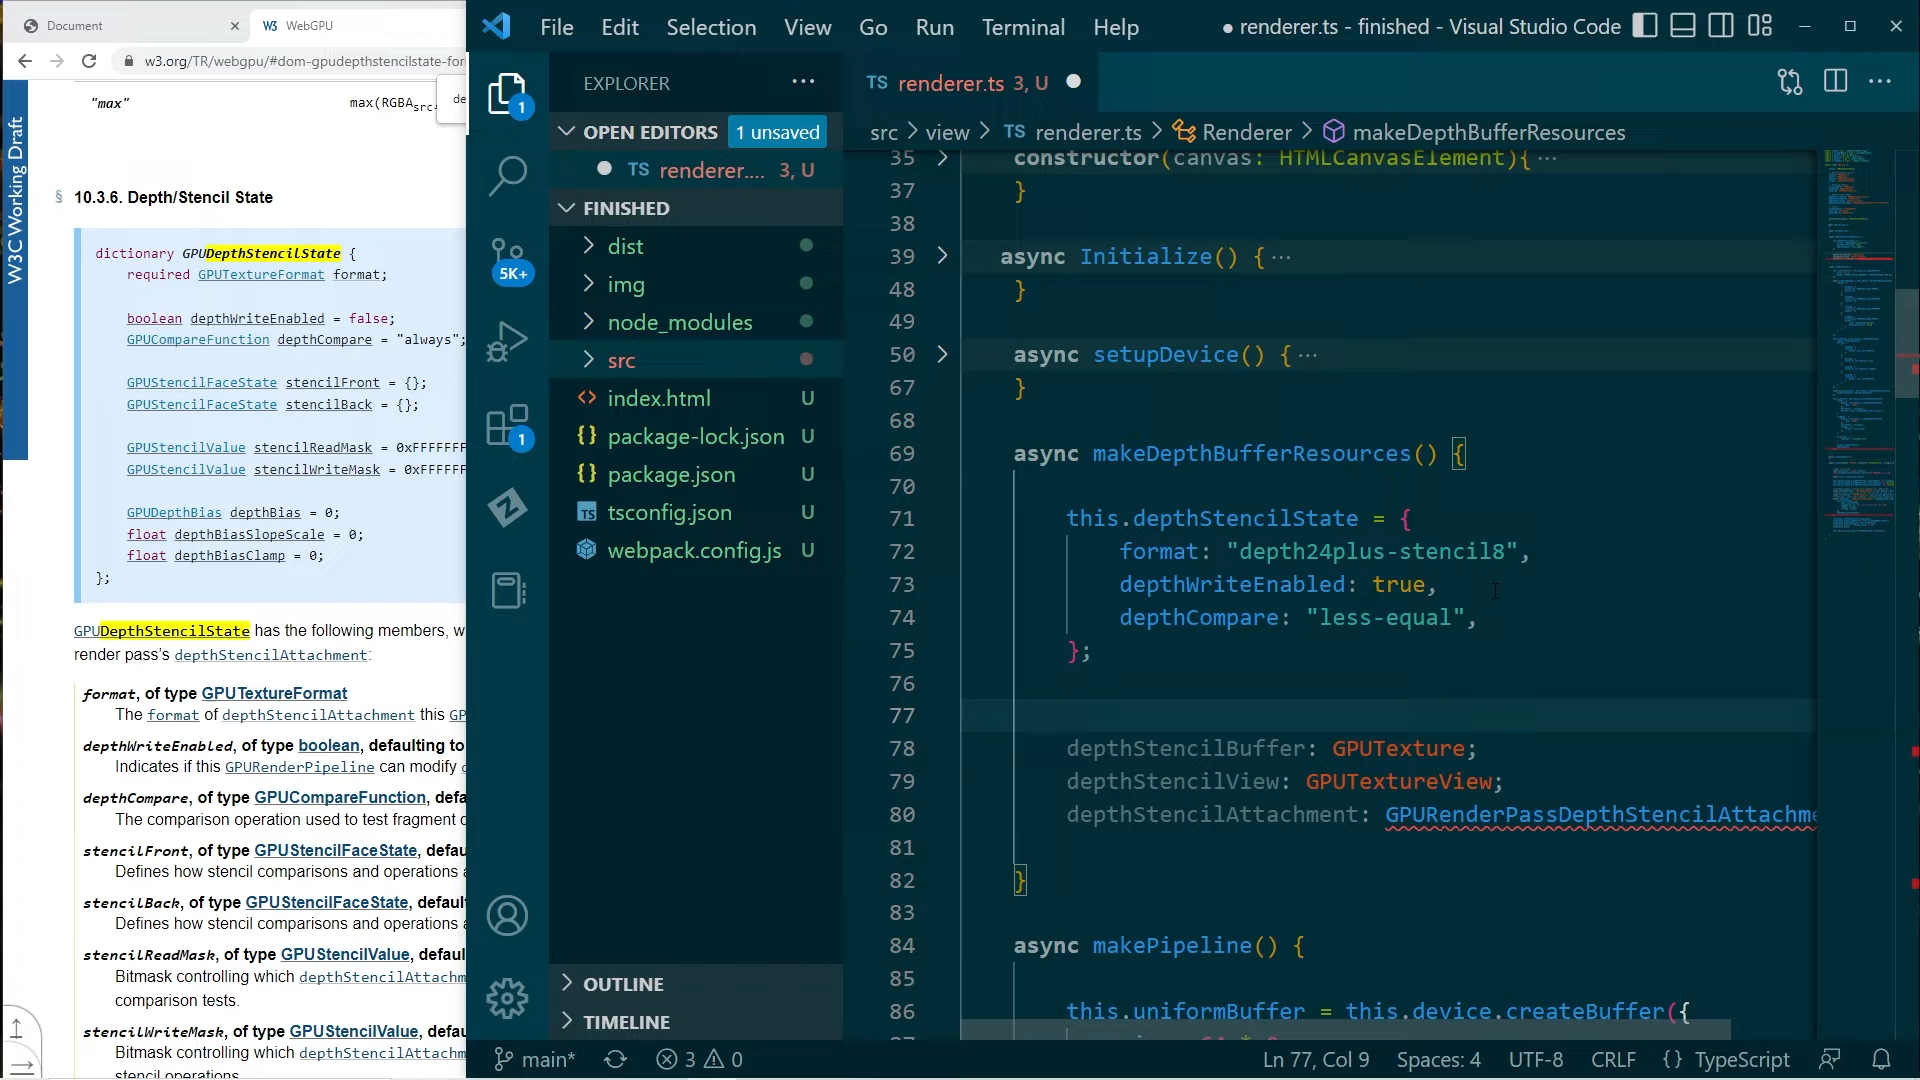 Document
WebGPU
w3.org/TR/webgpu/#dom-gpudepthstencilstate-for
W3C Working Draft
"max"
max(RGBAsrc,
de
§ 10.3.6. Depth/Stencil State
dictionary GPUDepthStencilState {
required GPUTextureFormat format;
boolean depthWriteEnabled = false;
GPUCompareFunction depthCompare = "always";
GPUStencilFaceState stencilFront = {};
GPUStencilFaceState stencilBack = {};
GPUStencilValue stencilReadMask = 0xFFFFFFF
GPUStencilValue stencilWriteMask = 0xFFFFFF
GPUDepthBias depthBias = 0;
float depthBiasSlopeScale = 0;
float depthBiasClamp = 0;
};
GPUDepthStencilState has the following members, w
render pass's depthStencilAttachment:
format, of type GPUTextureFormat
The format of depthStencilAttachment this GP
depthWriteEnabled, of type boolean, defaulting to
Indicates if this GPURenderPipeline can modify
depthCompare, of type GPUCompareFunction, defa
The comparison operation used to test fragment
stencilFront, of type GPUStencilFaceState, defau
Defines how stencil comparisons and operations a
stencilBack, of type GPUStencilFaceState, default
Defines how stencil comparisons and operations a
stencilReadMask, of type GPUStencilValue, defaul
Bitmask controlling which depthStencilAttachm
comparison tests.
stencilWriteMask, of type GPUStencilValue, defau
Bitmask controlling which depthStencilAttachm
stencil operations.
File Edit Selection View Go Run Terminal Help
● renderer.ts - finished - Visual Studio Code
1
5K+
1
EXPLORER ···
OPEN EDITORS 1 unsaved
TS renderer.... 3, U
FINISHED
dist
img
node_modules
src
index.html U
{} package-lock.json U
{} package.json U
TS tsconfig.json U
webpack.config.js U
OUTLINE
TIMELINE
TS renderer.ts 3, U
src > view > TS renderer.ts > Renderer > makeDepthBufferResources
35 constructor(canvas: HTMLCanvasElement){···
37 }
38
39 async Initialize() {···
48 }
49
50 async setupDevice() {···
67 }
68
69 async makeDepthBufferResources() {
70
71 this.depthStencilState = {
72 format: "depth24plus-stencil8",
73 depthWriteEnabled: true,
74 depthCompare: "less-equal",
75 };
76
77
78 depthStencilBuffer: GPUTexture;
79 depthStencilView: GPUTextureView;
80 depthStencilAttachment: GPURenderPassDepthStencilAttachme
81
82 }
83
84 async makePipeline() {
85
86 this.uniformBuffer = this.device.createBuffer({
main* 3 0
Ln 77, Col 9 Spaces: 4 UTF-8 CRLF {} TypeScript